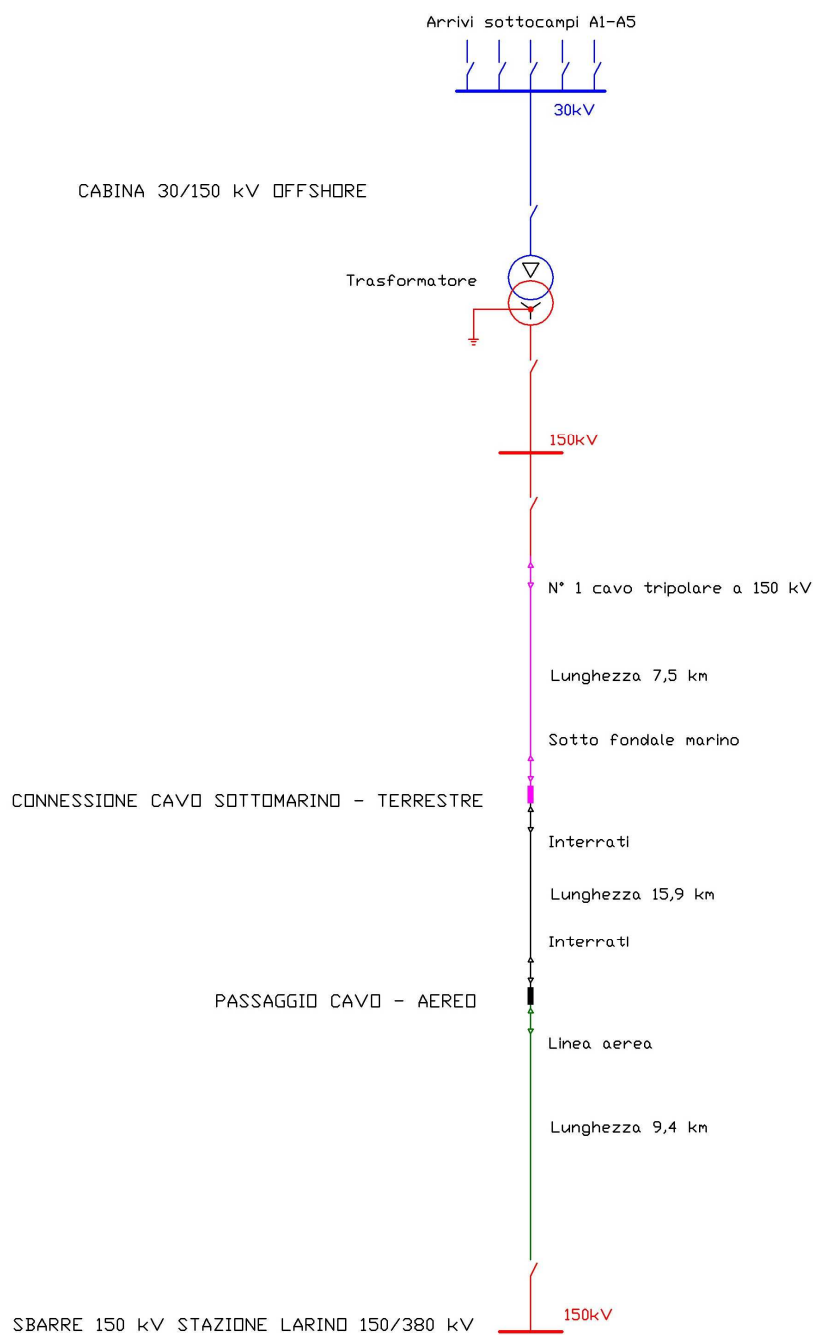 Arrivi sottocampi A1-A5
30kV
CABINA 30/150 kV OFFSHORE
Trasformatore
150kV
N° 1 cavo tripolare a 150 kV
Lunghezza 7,5 km
Sotto fondale marino
CONNESSIONE CAVO SOTTOMARINO - TERRESTRE
Interrati
Lunghezza 15,9 km
Interrati
PASSAGGIO CAVO - AEREO
Linea aerea
Lunghezza 9,4 km
150kV
SBARRE 150 kV STAZIONE LARINO 150/380 kV